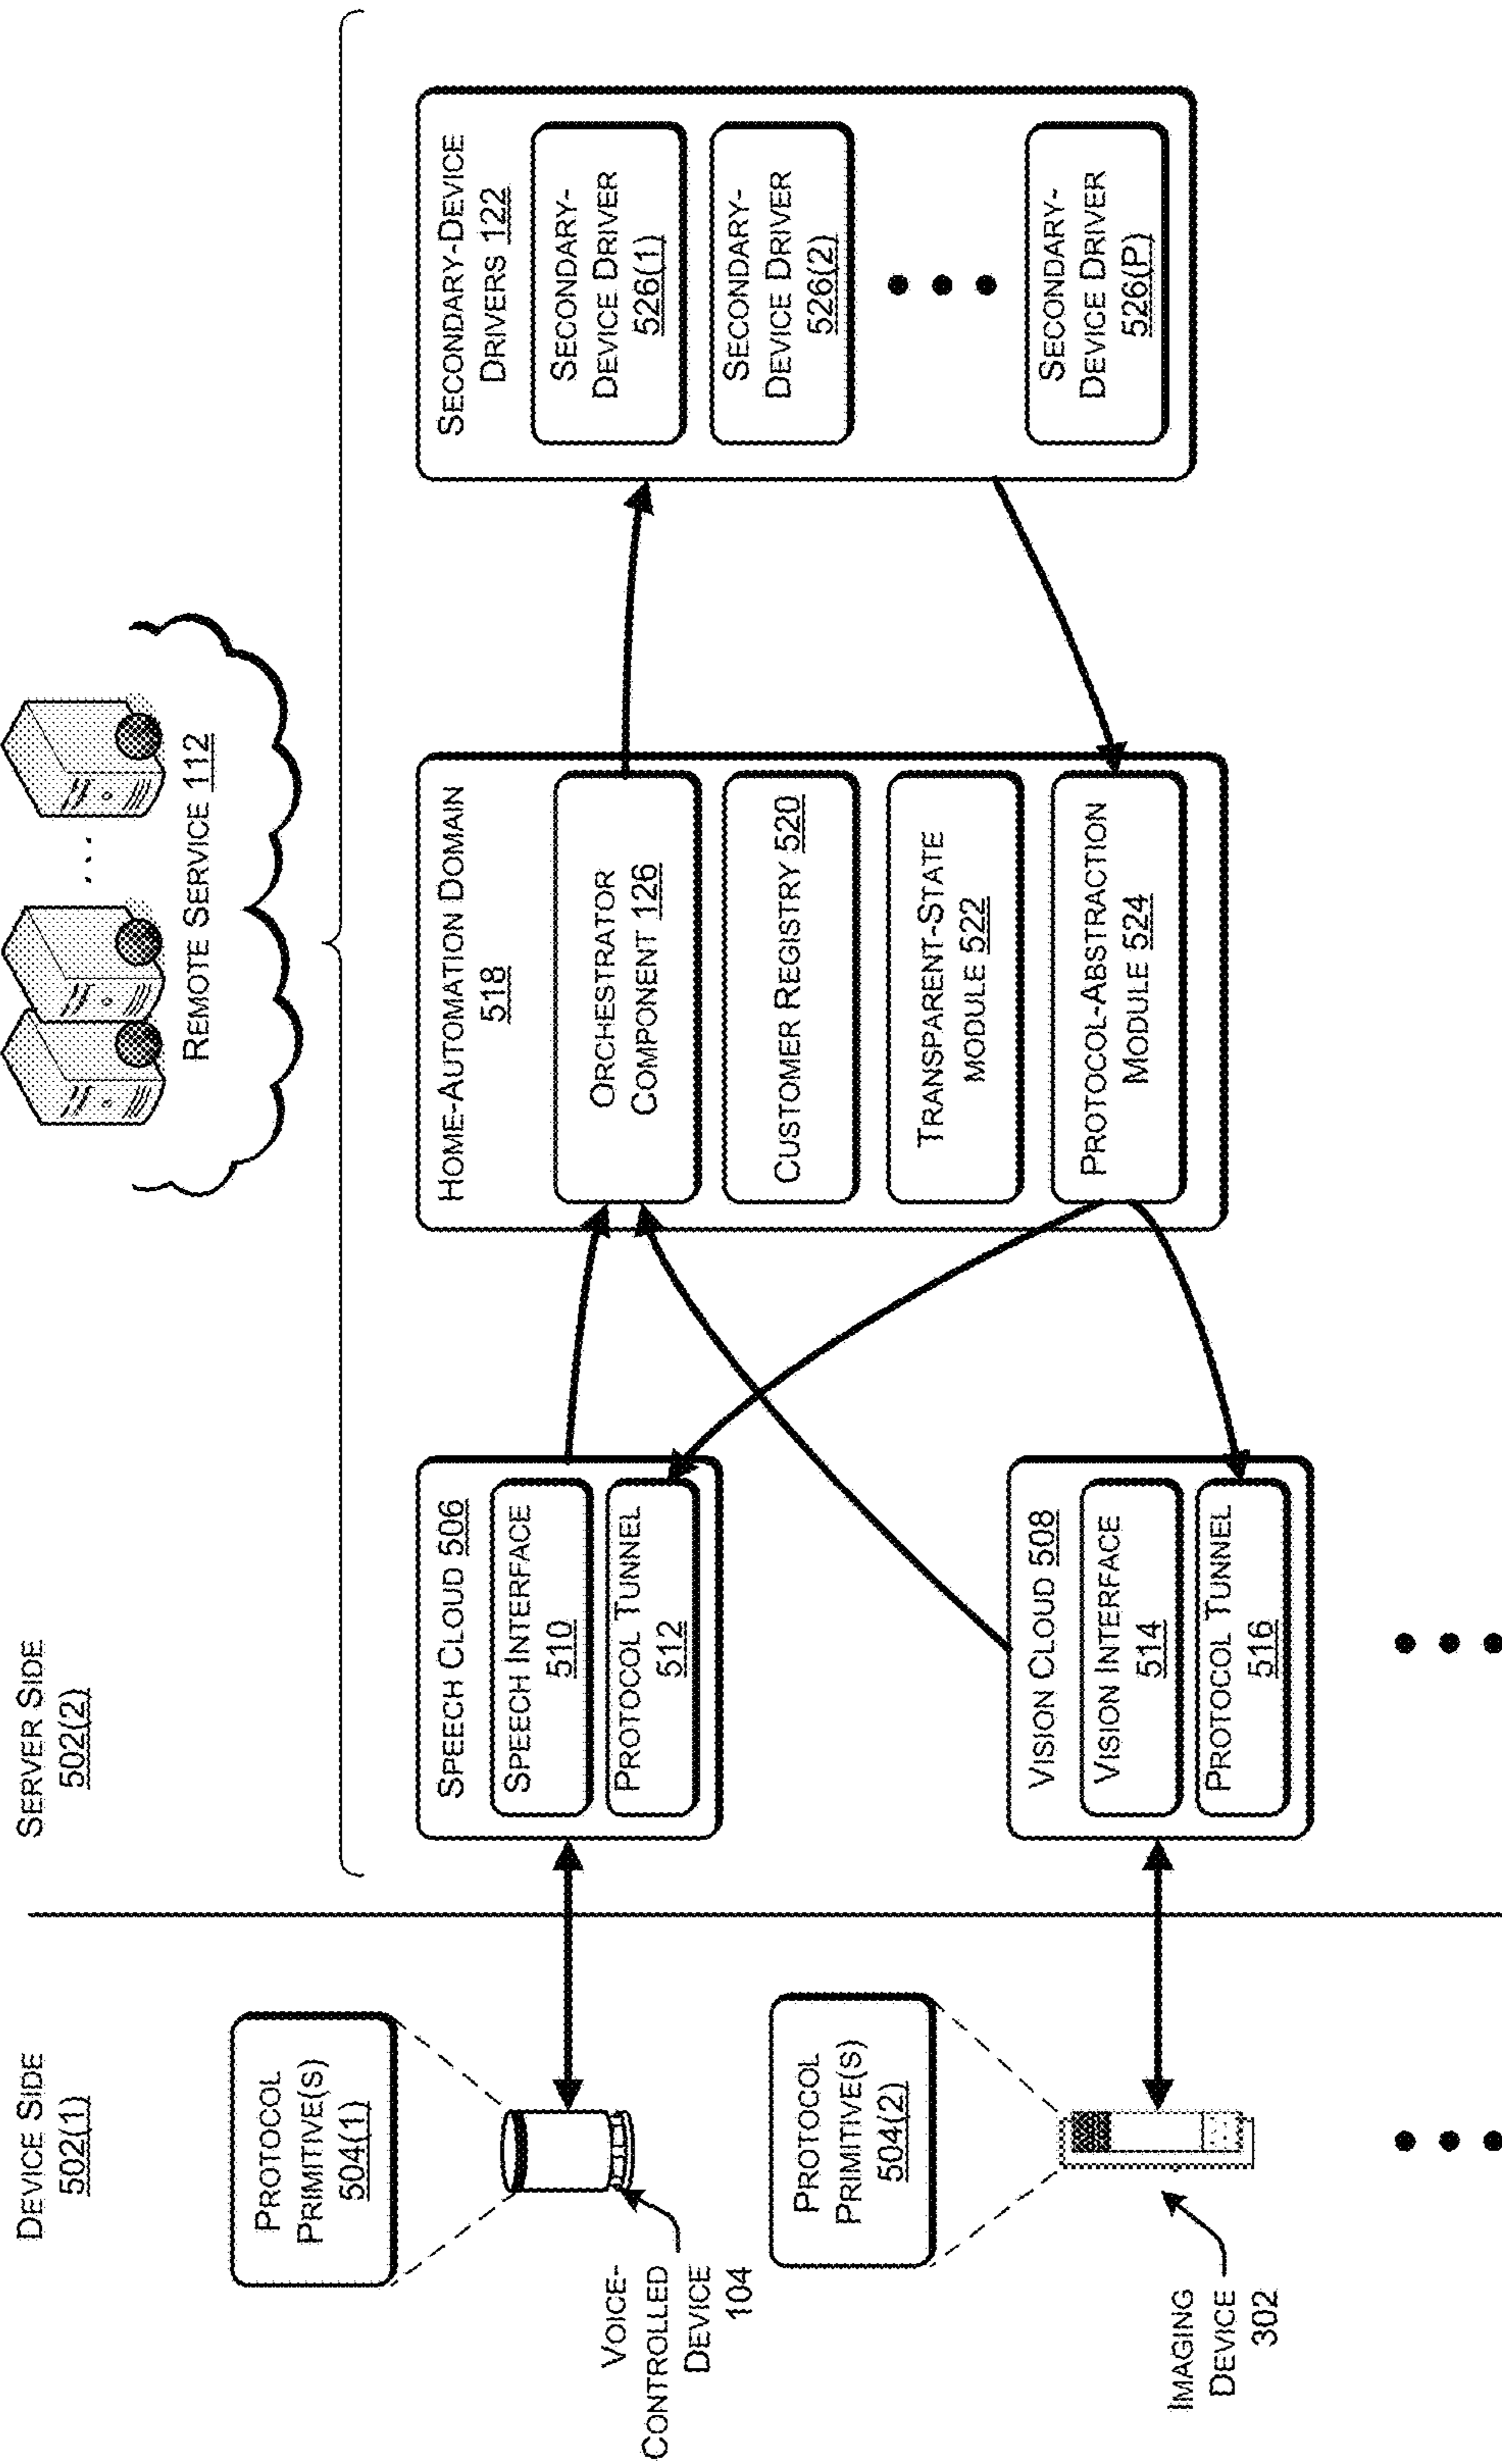 DEVICE SIDE
502(1)
SERVER SIDE
502(2)
REMOTE SERVICE 112
PROTOCOL
PRIMITIVE(S)
504(1)
VOICE-
CONTROLLED
DEVICE
104
PROTOCOL
PRIMITIVE(S)
504(2)
IMAGING
DEVICE
302
SPEECH CLOUD 506
SPEECH INTERFACE
510
PROTOCOL TUNNEL
512
VISION CLOUD 508
VISION INTERFACE
514
PROTOCOL TUNNEL
516
HOME-AUTOMATION DOMAIN
518
ORCHESTRATOR
COMPONENT 126
CUSTOMER REGISTRY 520
TRANSPARENT-STATE
MODULE 522
PROTOCOL-ABSTRACTION
MODULE 524
SECONDARY-DEVICE
DRIVERS 122
SECONDARY-
DEVICE DRIVER
526(1)
SECONDARY-
DEVICE DRIVER
526(2)
SECONDARY-
DEVICE DRIVER
526(P)